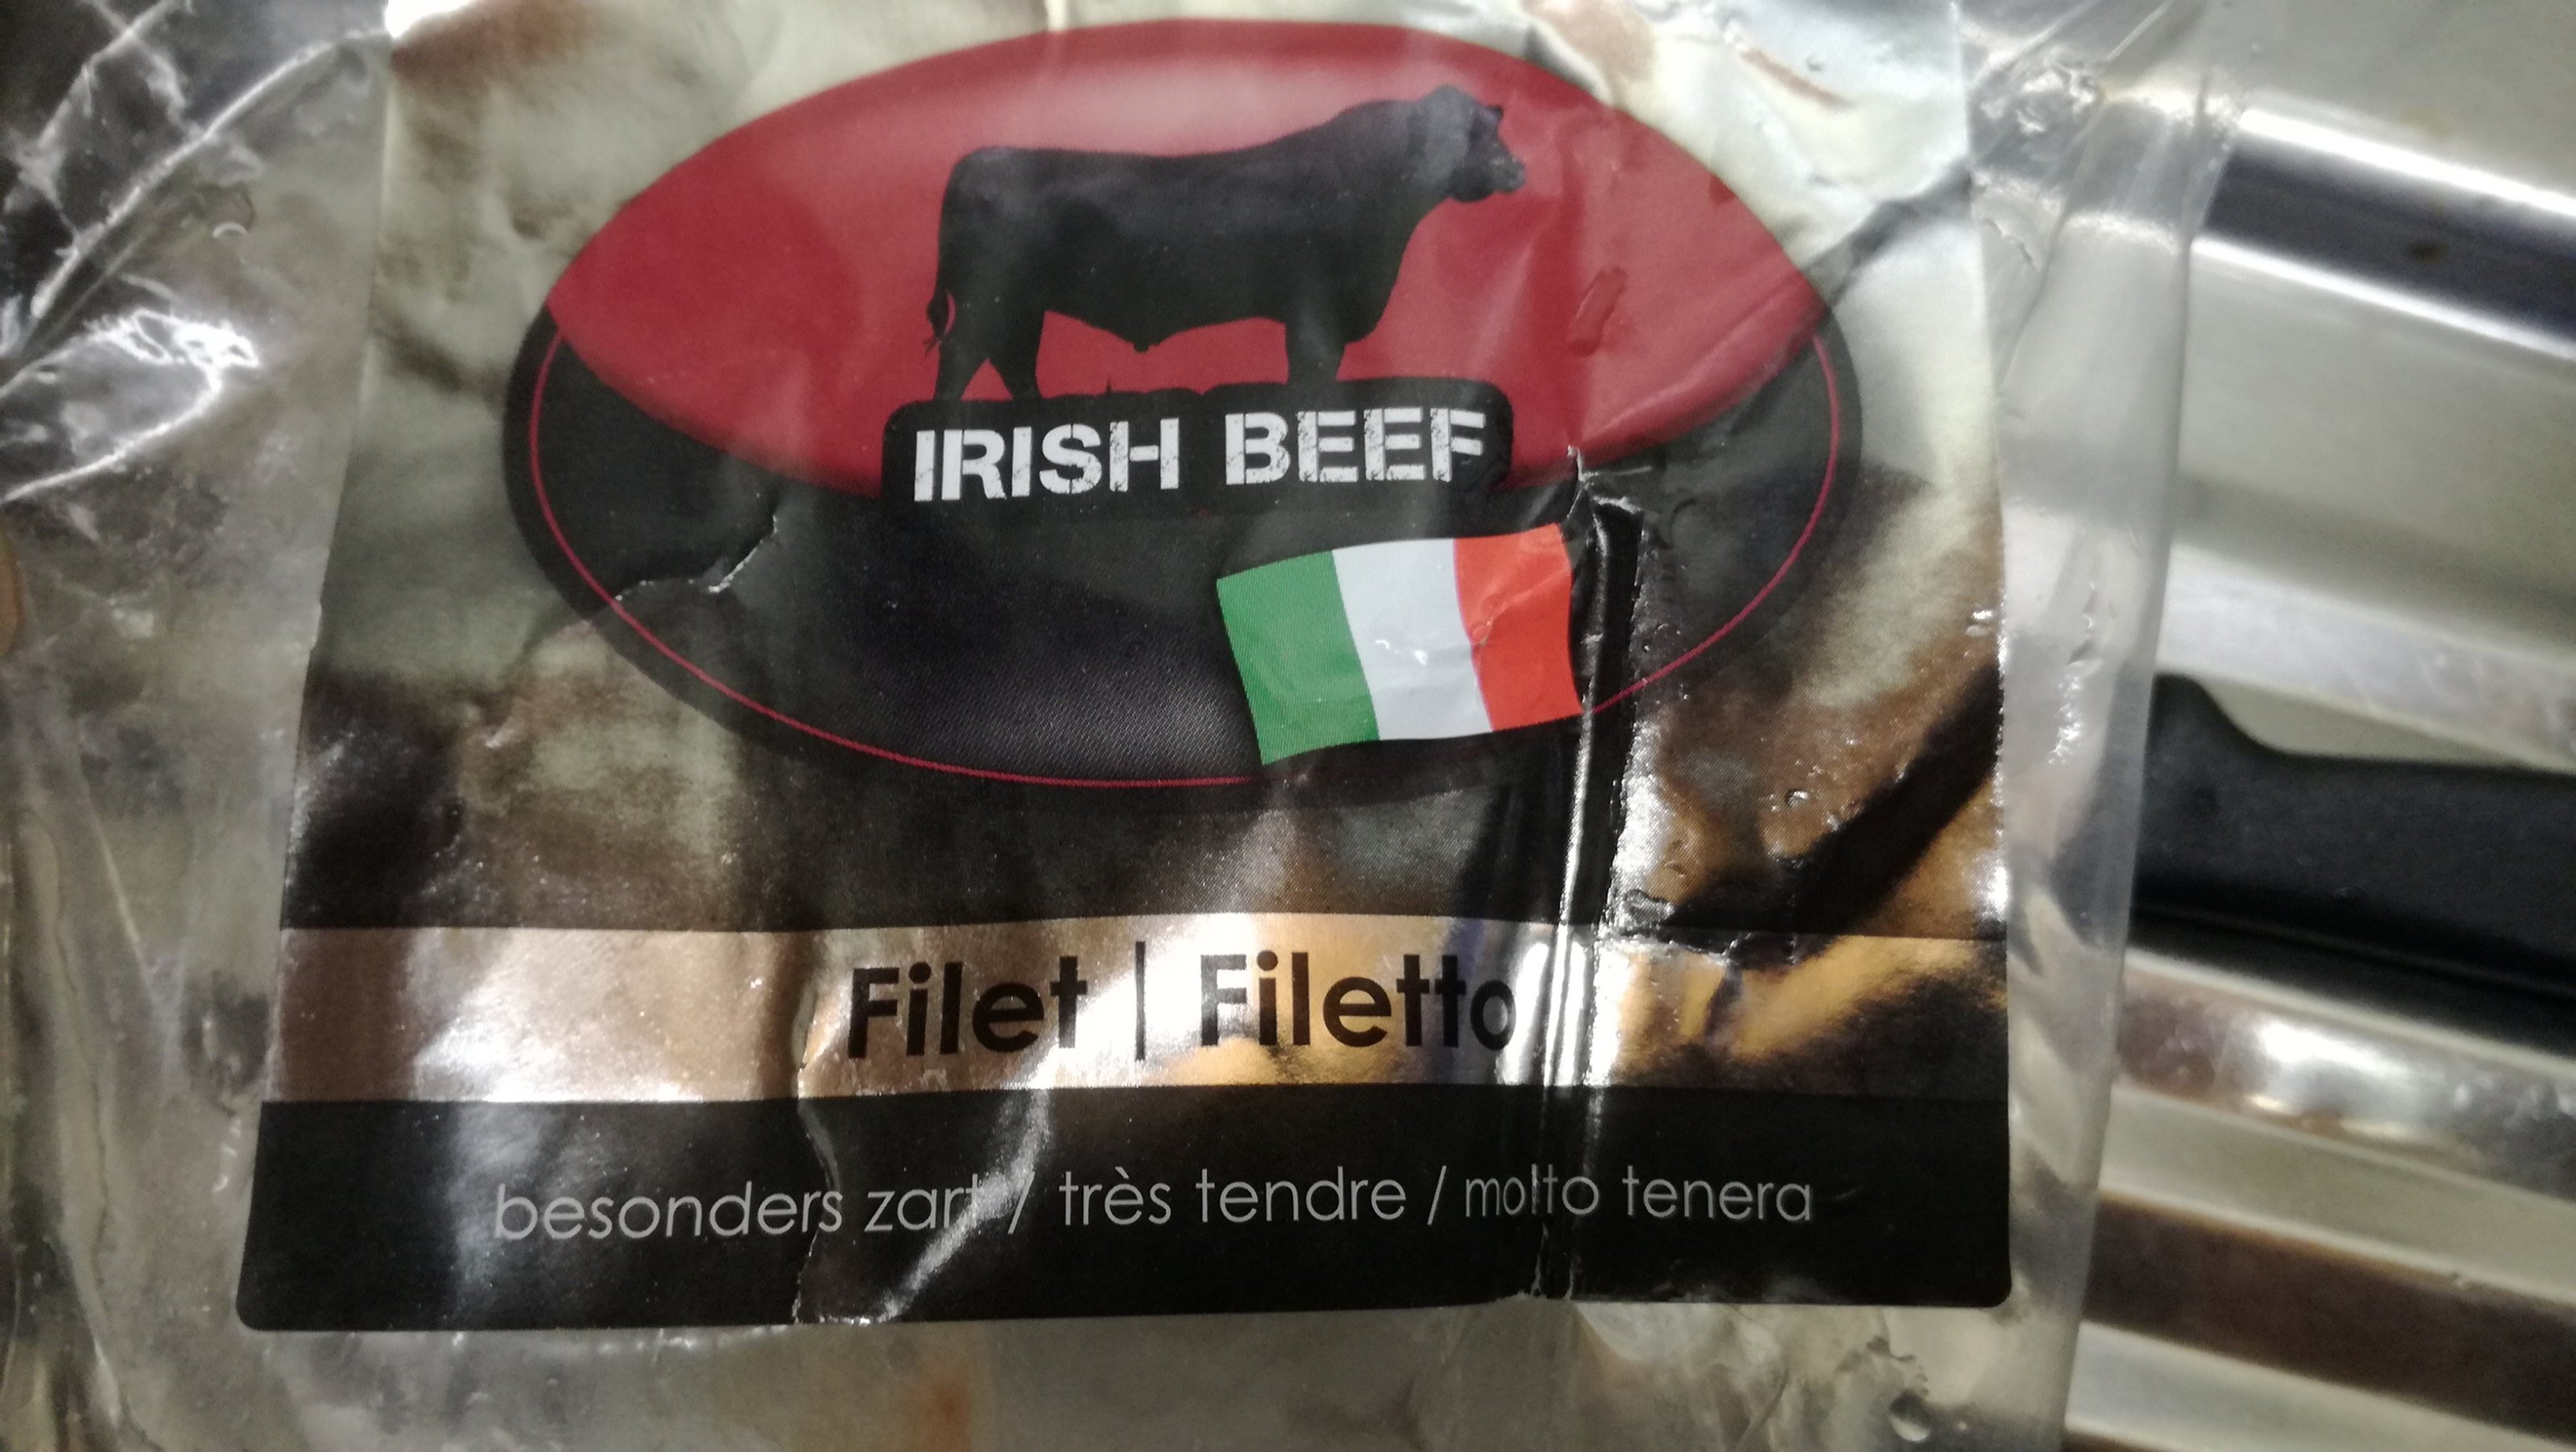 IRISH BEEF
Filet | Filetto
besonders zart / très tendre / molto tenera